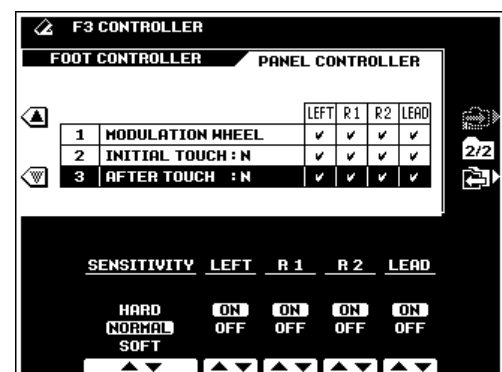 F3 CONTROLLER
FOOT CONTROLLER PANEL CONTROLLER
LEFT R1 R2 LEAD
1 MODULATION WHEEL ✔ ✔ ✔ ✔
2 INITIAL TOUCH : N ✔ ✔ ✔ ✔
2/2
3 AFTER TOUCH : N ✔ ✔ ✔ ✔
SENSITIVITY LEFT R 1 R 2 LEAD
HARD ON ON ON ON
NORMAL OFF OFF OFF OFF
SOFT